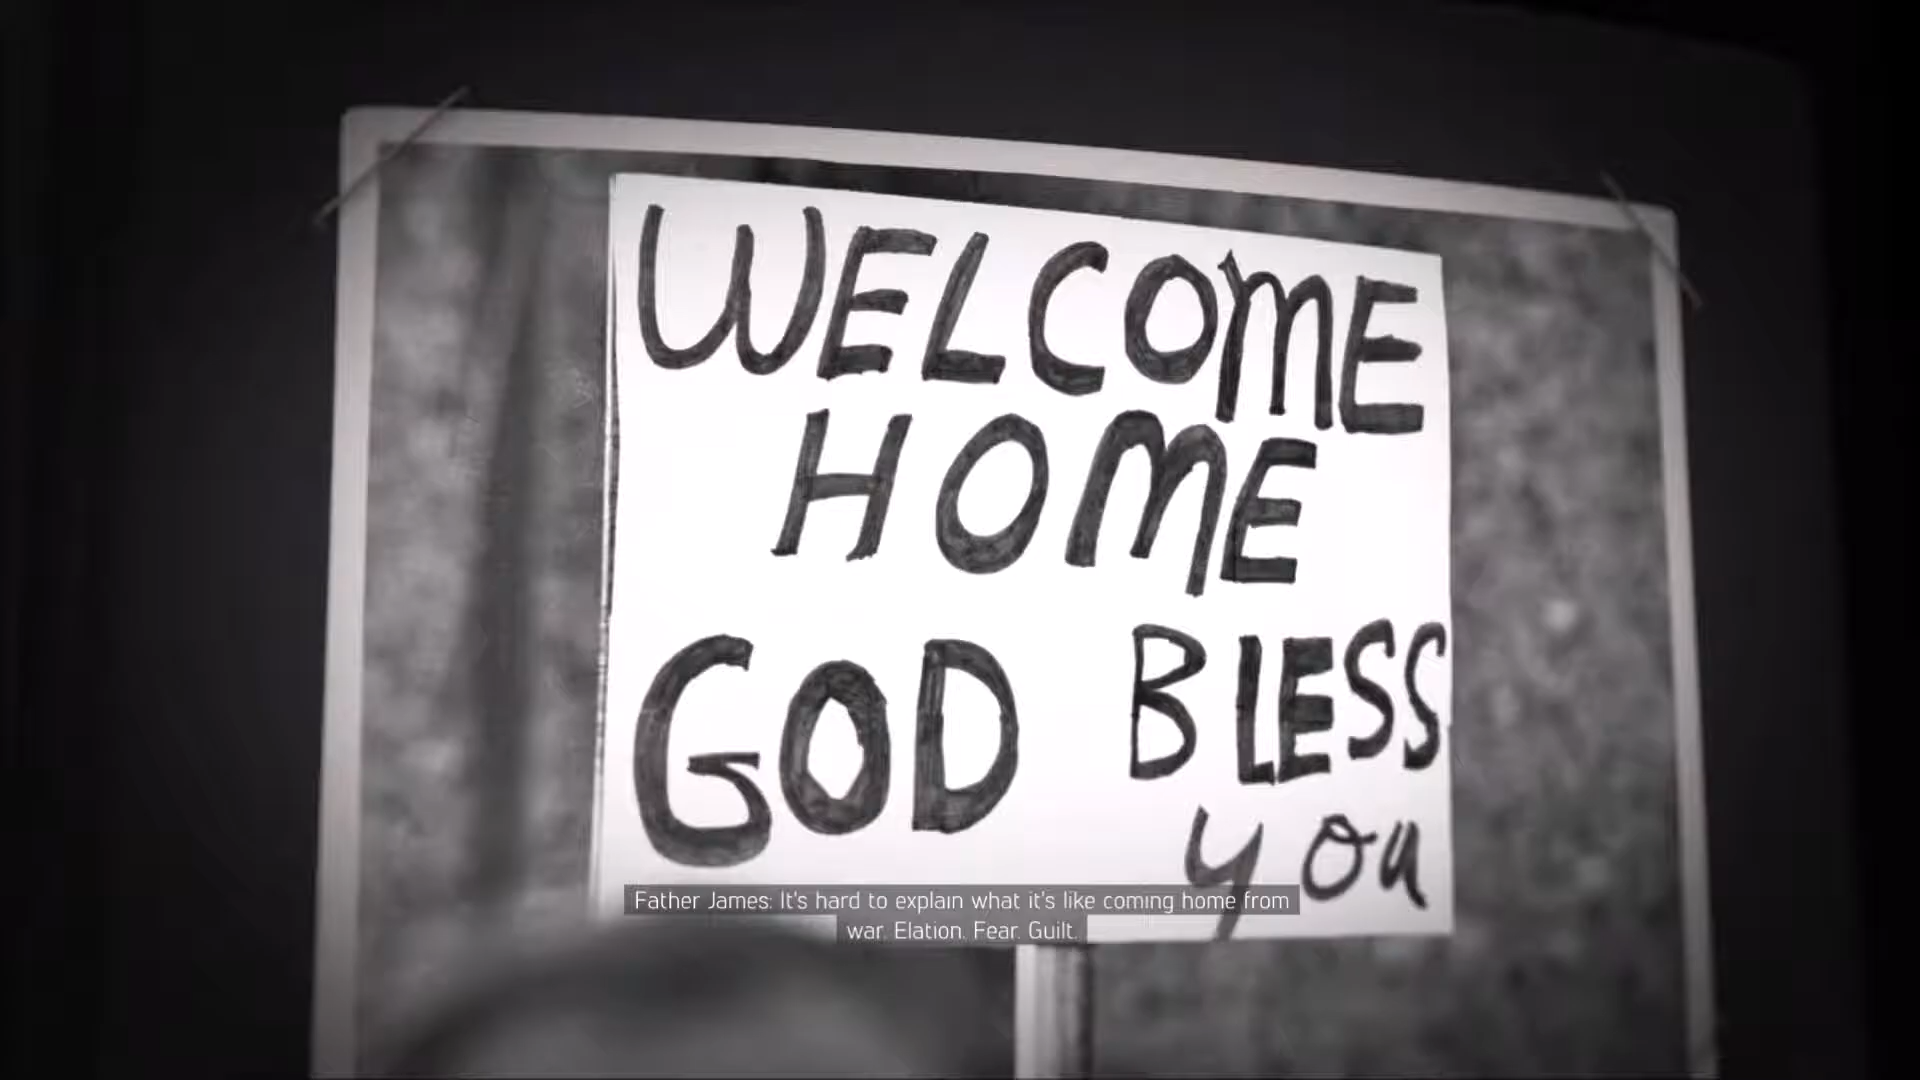 WELCOME
HOME
GOD BLESS
you
Father James: It's hard to explain what it's like coming home from
war. Elation. Fear. Guilt.